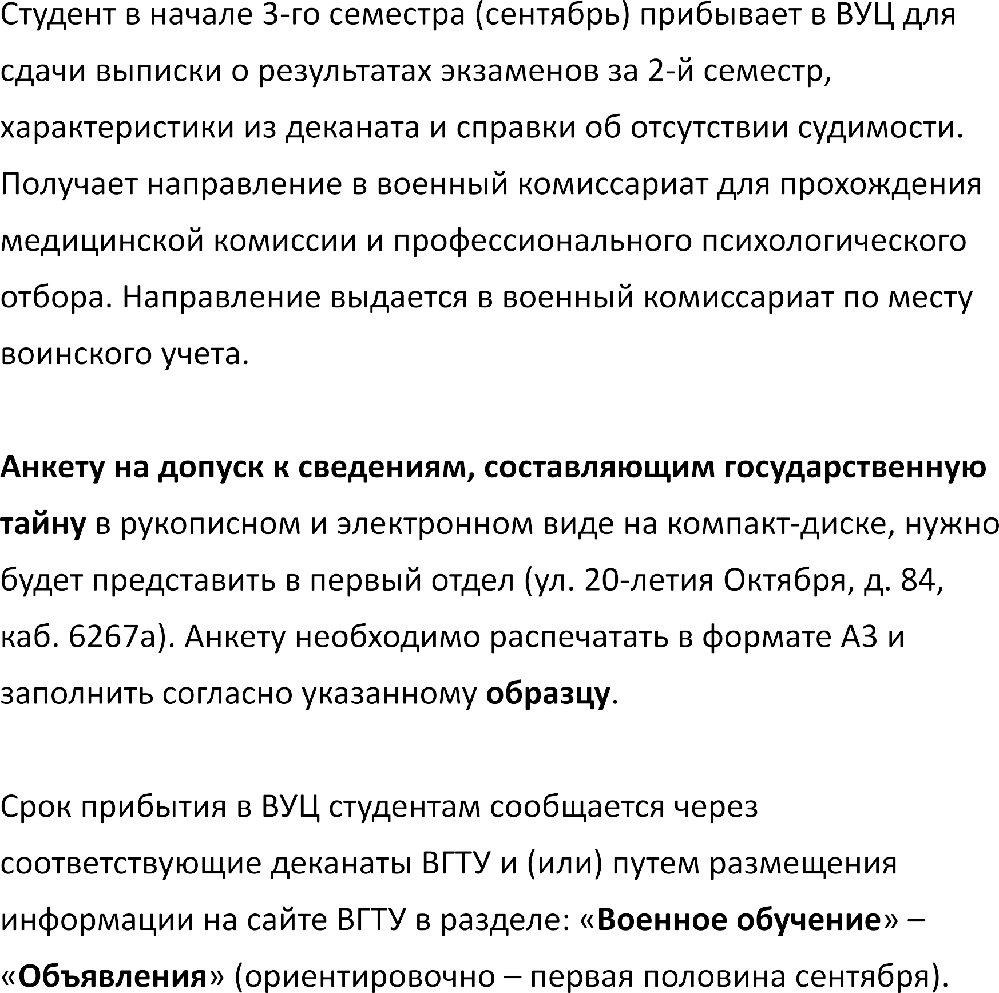 Студент в начале 3-го семестра (сентябрь) прибывает в ВУЦ для
сдачи выписки о результатах экзаменов за 2-й семестр,
характеристики из деканата и справки об отсутствии судимости.
Получает направление в военный комиссариат для прохождения
медицинской комиссии и профессионального психологического
отбора. Направление выдается в военный комиссариат по месту
воинского учета.
Анкету на допуск к сведениям, составляющим государственную
тайну в рукописном и электронном виде на компакт-диске, нужно
будет представить в первый отдел (ул. 20-летия Октября, д. 84,
каб. 6267а). Анкету необходимо распечатать в формате А3 и
заполнить согласно указанному образцу.
Срок прибытия в ВУЦ студентам сообщается через
соответствующие деканаты ВГТУ и (или) путем размещения
информации на сайте ВГТУ в разделе: «Военное обучение» –
«Объявления» (ориентировочно – первая половина сентября).